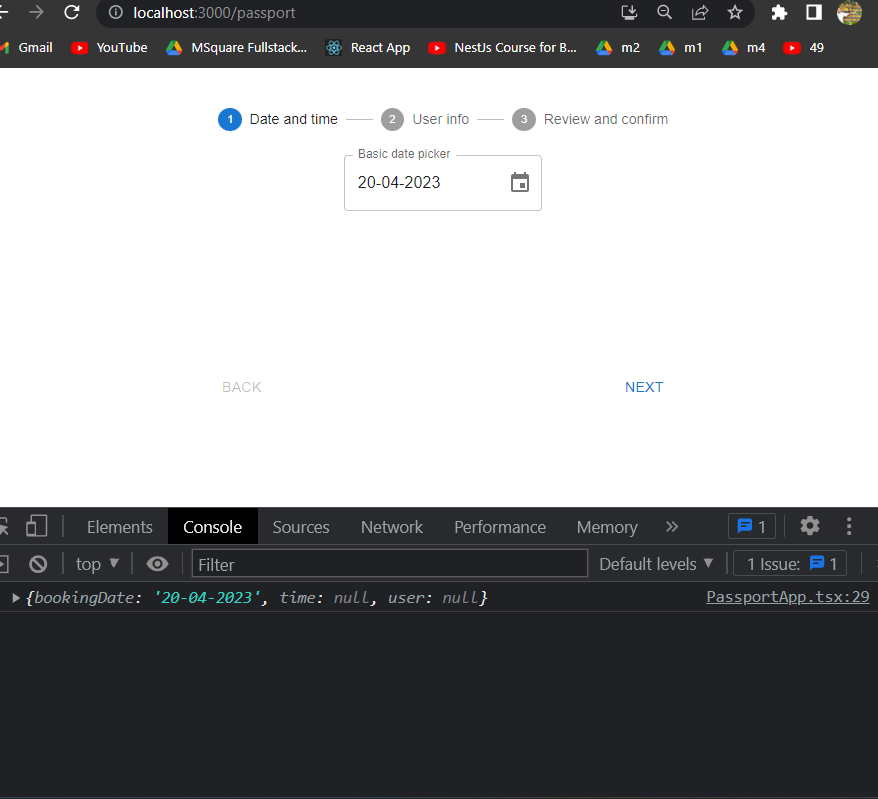 localhost:3000/passport
Gmail YouTube MSquare Fullstack... React App NestJs Course for B... m2 m1 m4 49
1 Date and time 2 User info 3 Review and confirm
Basic date picker
20-04-2023
BACK NEXT
Elements Console Sources Network Performance Memory 1
top Filter Default levels 1 Issue: 1
{bookingDate: '20-04-2023', time: null, user: null} PassportApp.tsx:29